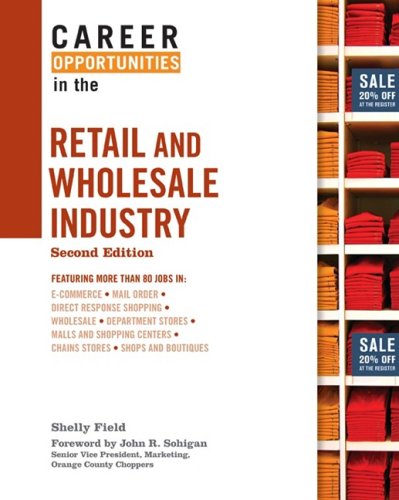 CAREER
OPPORTUNITIES
in the
RETAIL AND
WHOLESALE
INDUSTRY
Second Edition
FEATURING MORE THAN 80 JOBS IN:
E-COMMERCE • MAIL ORDER •
DIRECT RESPONSE SHOPPING •
WHOLESALE • DEPARTMENT STORES •
MALLS AND SHOPPING CENTERS •
CHAINS STORES • SHOPS AND BOUTIQUES
Shelly Field
Foreword by John R. Sohigan
Senior Vice President, Marketing,
Orange County Choppers
SALE
20% OFF
AT THE REGISTER
SALE
20% OFF
AT THE REGISTER